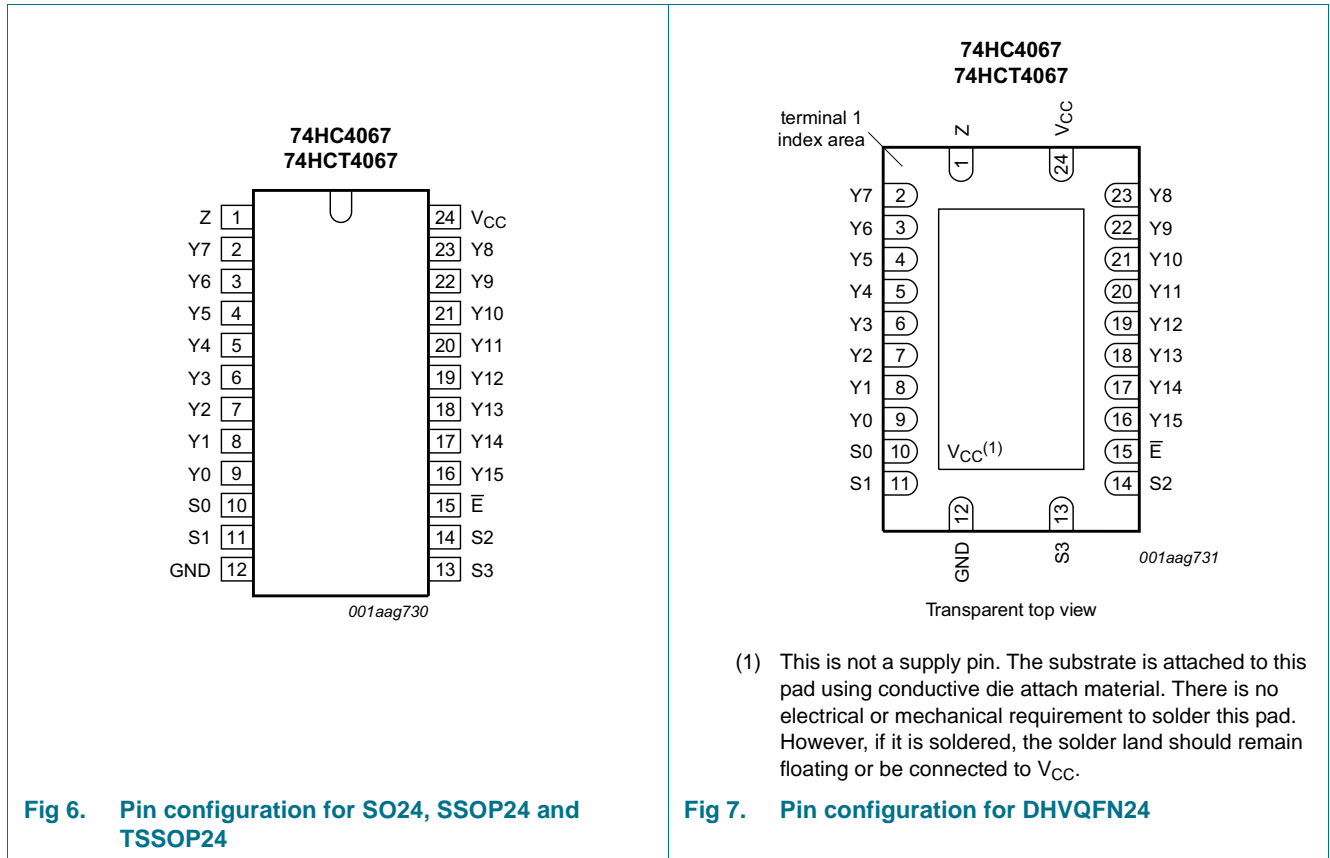 74HC4067
74HCT4067
Z 1
Y7 2
Y6 3
Y5 4
Y4 5
Y3 6
Y2 7
Y1 8
Y0 9
S0 10
S1 11
GND 12
24 VCC
23 Y8
22 Y9
21 Y10
20 Y11
19 Y12
18 Y13
17 Y14
16 Y15
15 E̅
14 S2
13 S3
001aag730
Fig 6. Pin configuration for SO24, SSOP24 and
TSSOP24
74HC4067
74HCT4067
terminal 1
index area
Z
1
VCC
24
Y7 2
Y6 3
Y5 4
Y4 5
Y3 6
Y2 7
Y1 8
Y0 9
S0 10
S1 11
VCC(1)
23 Y8
22 Y9
21 Y10
20 Y11
19 Y12
18 Y13
17 Y14
16 Y15
15 E̅
14 S2
12
GND
13
S3
001aag731
Transparent top view
(1) This is not a supply pin. The substrate is attached to this
pad using conductive die attach material. There is no
electrical or mechanical requirement to solder this pad.
However, if it is soldered, the solder land should remain
floating or be connected to VCC.
Fig 7. Pin configuration for DHVQFN24